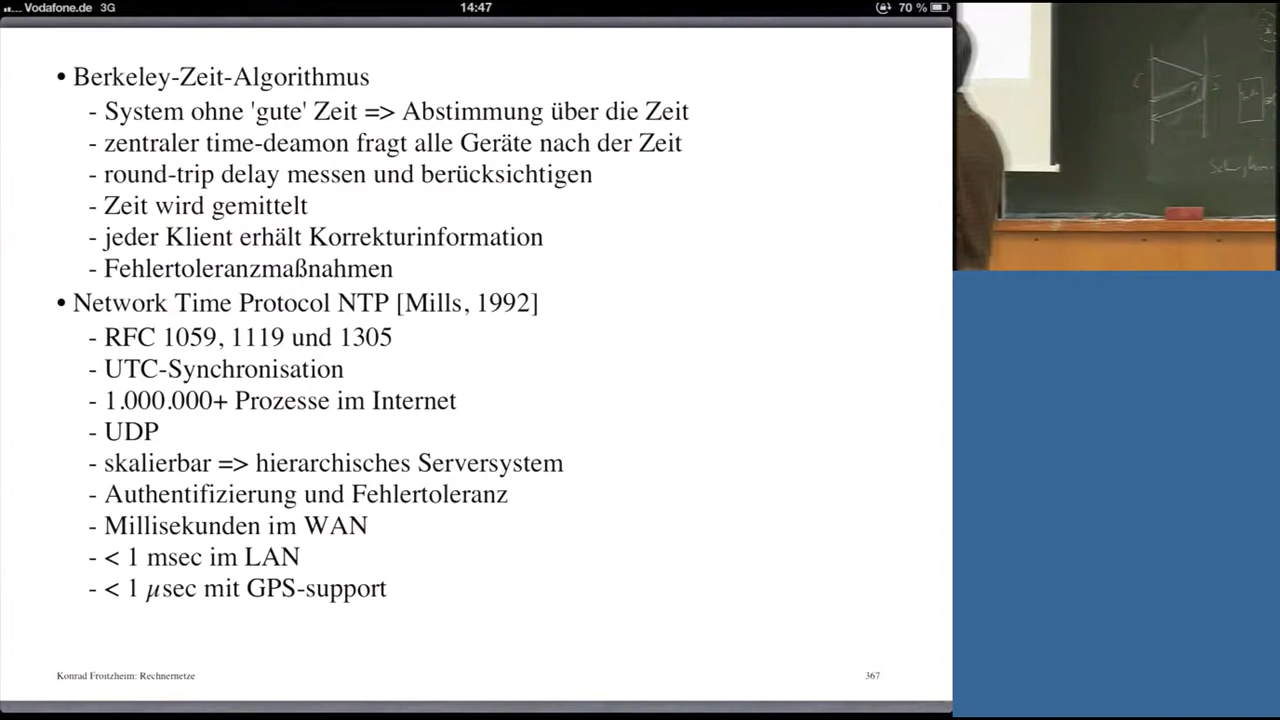 Vodafone.de 3G 14:47 70 %
• Berkeley-Zeit-Algorithmus
- System ohne 'gute' Zeit => Abstimmung über die Zeit
- zentraler time-deamon fragt alle Geräte nach der Zeit
- round-trip delay messen und berücksichtigen
- Zeit wird gemittelt
- jeder Klient erhält Korrekturinformation
- Fehlertoleranzmaßnahmen
• Network Time Protocol NTP [Mills, 1992]
- RFC 1059, 1119 und 1305
- UTC-Synchronisation
- 1.000.000+ Prozesse im Internet
- UDP
- skalierbar => hierarchisches Serversystem
- Authentifizierung und Fehlertoleranz
- Millisekunden im WAN
- < 1 msec im LAN
- < 1 µsec mit GPS-support
Konrad Froitzheim: Rechnernetze 367